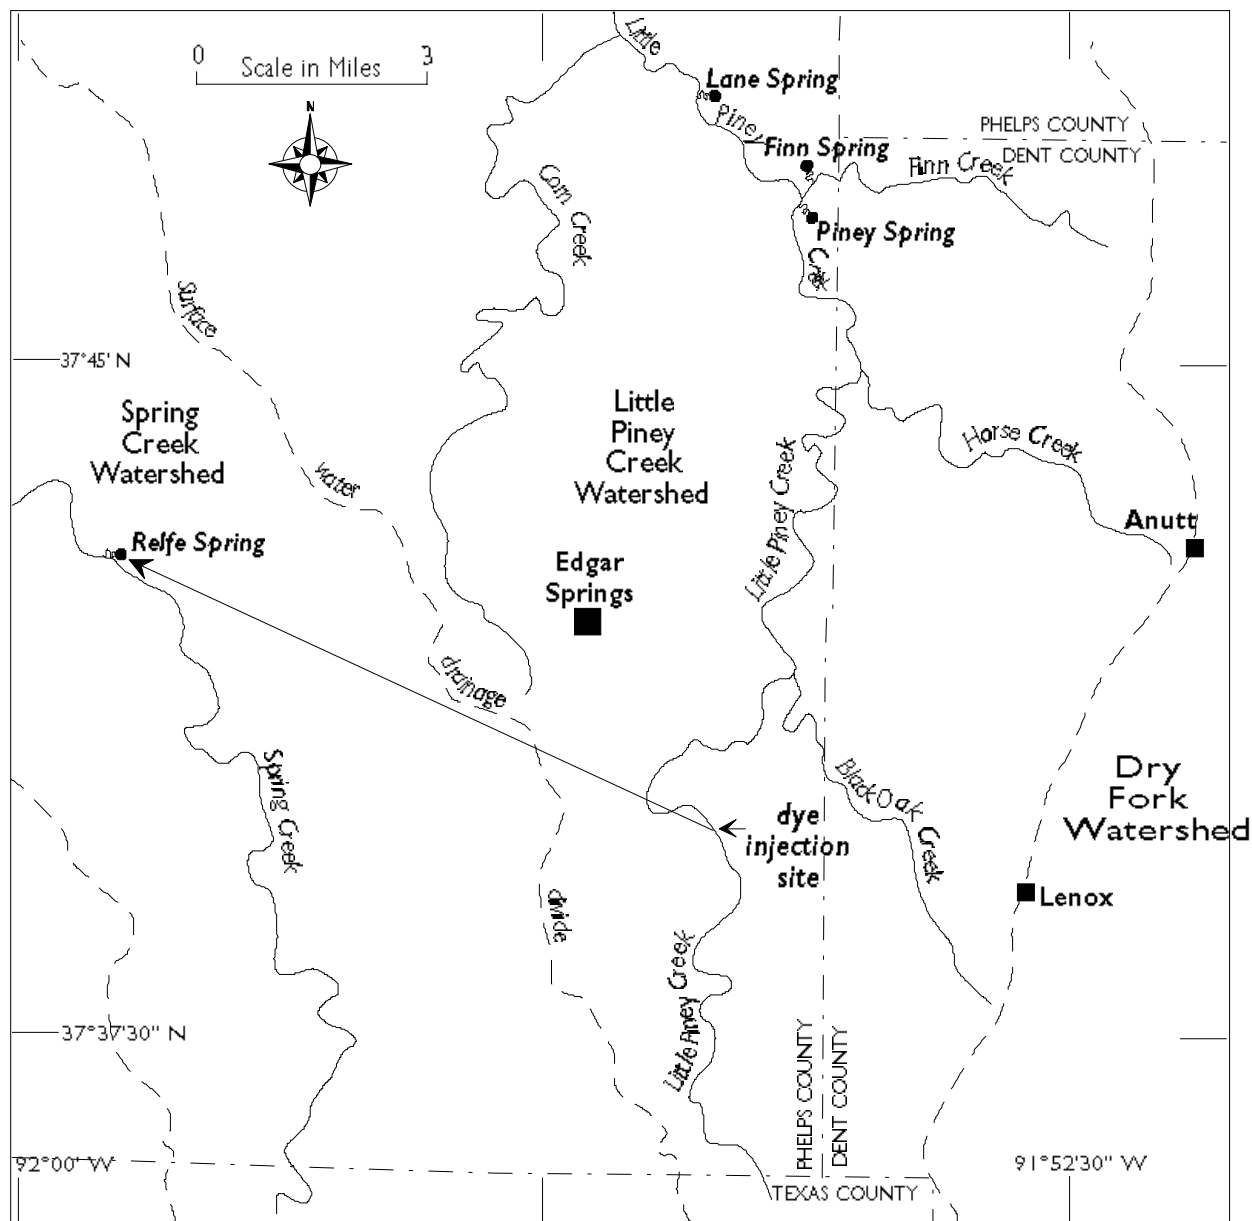 Little
0 3
Scale in Miles
Lane Spring
N
Piney
PHELPS COUNTY
Finn Spring
DENT COUNTY
Finn Creek
Corn Creek
Piney Spring
Creek
Surface
37°45' N
Spring
Creek
Watershed
Little
Piney
Creek
Watershed
Horse Creek
water
Little Piney Creek
Anutt
Relfe Spring
Edgar
Springs
drainage
Spring Creek
Black Oak Creek
Dry
Fork
Watershed
dye
injection
site
Lenox
divide
Little Piney Creek
37°37'30" N
PHELPS COUNTY
DENT COUNTY
92°00' W
91°52'30" W
TEXAS COUNTY